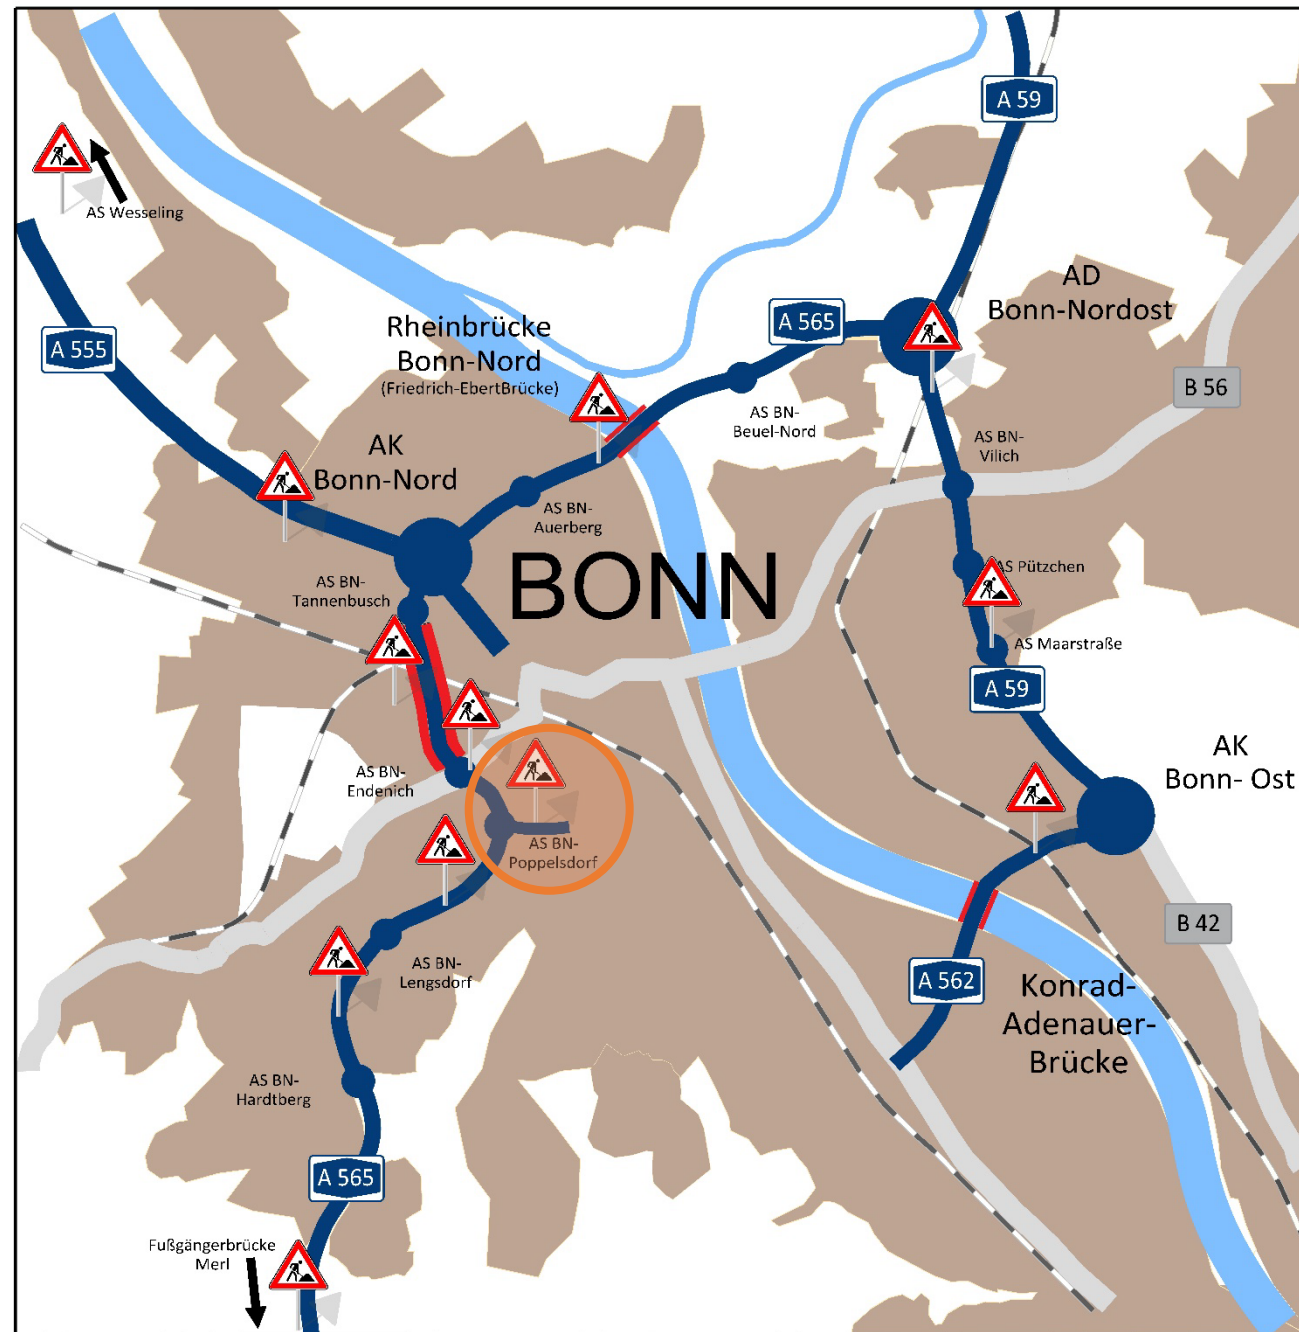 A 59
AS Wesseling
AD
Bonn-Nordost
A 565
Rheinbrücke
Bonn-Nord
(Friedrich-EbertBrücke)
A 555
B 56
AS BN-
Beuel-Nord
AK
Bonn-Nord
AS BN-
Vilich
AS BN-
Auerberg
BONN
AS Pützchen
AS BN-
Tannenbusch
AS Maarstraße
A 59
AK
Bonn- Ost
AS BN-
Endenich
AS BN-
Poppelsdorf
B 42
AS BN-
Lengsdorf
A 562
Konrad-
Adenauer-
Brücke
AS BN-
Hardtberg
A 565
Fußgängerbrücke
Merl